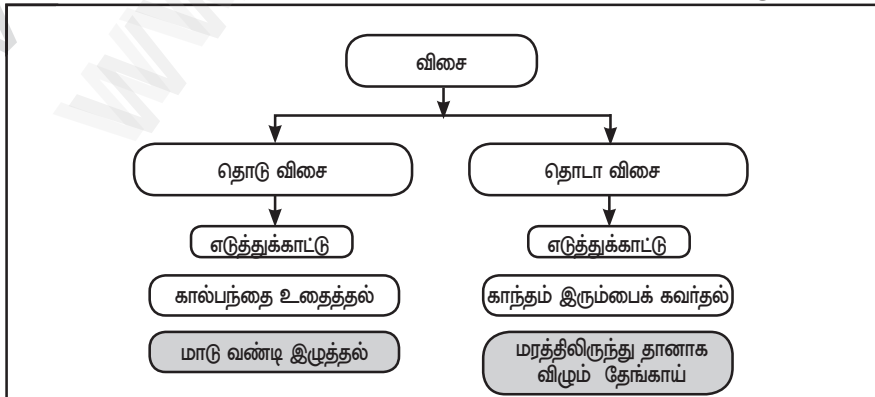 விசை
தொடு விசை
தொடா விசை
எடுத்துக்காட்டு
எடுத்துக்காட்டு
கால்பந்தை உதைத்தல்
காந்தம் இரும்பைக் கவர்தல்
மாடு வண்டி இழுத்தல்
மரத்திலிருந்து தானாக
விழும் தேங்காய்